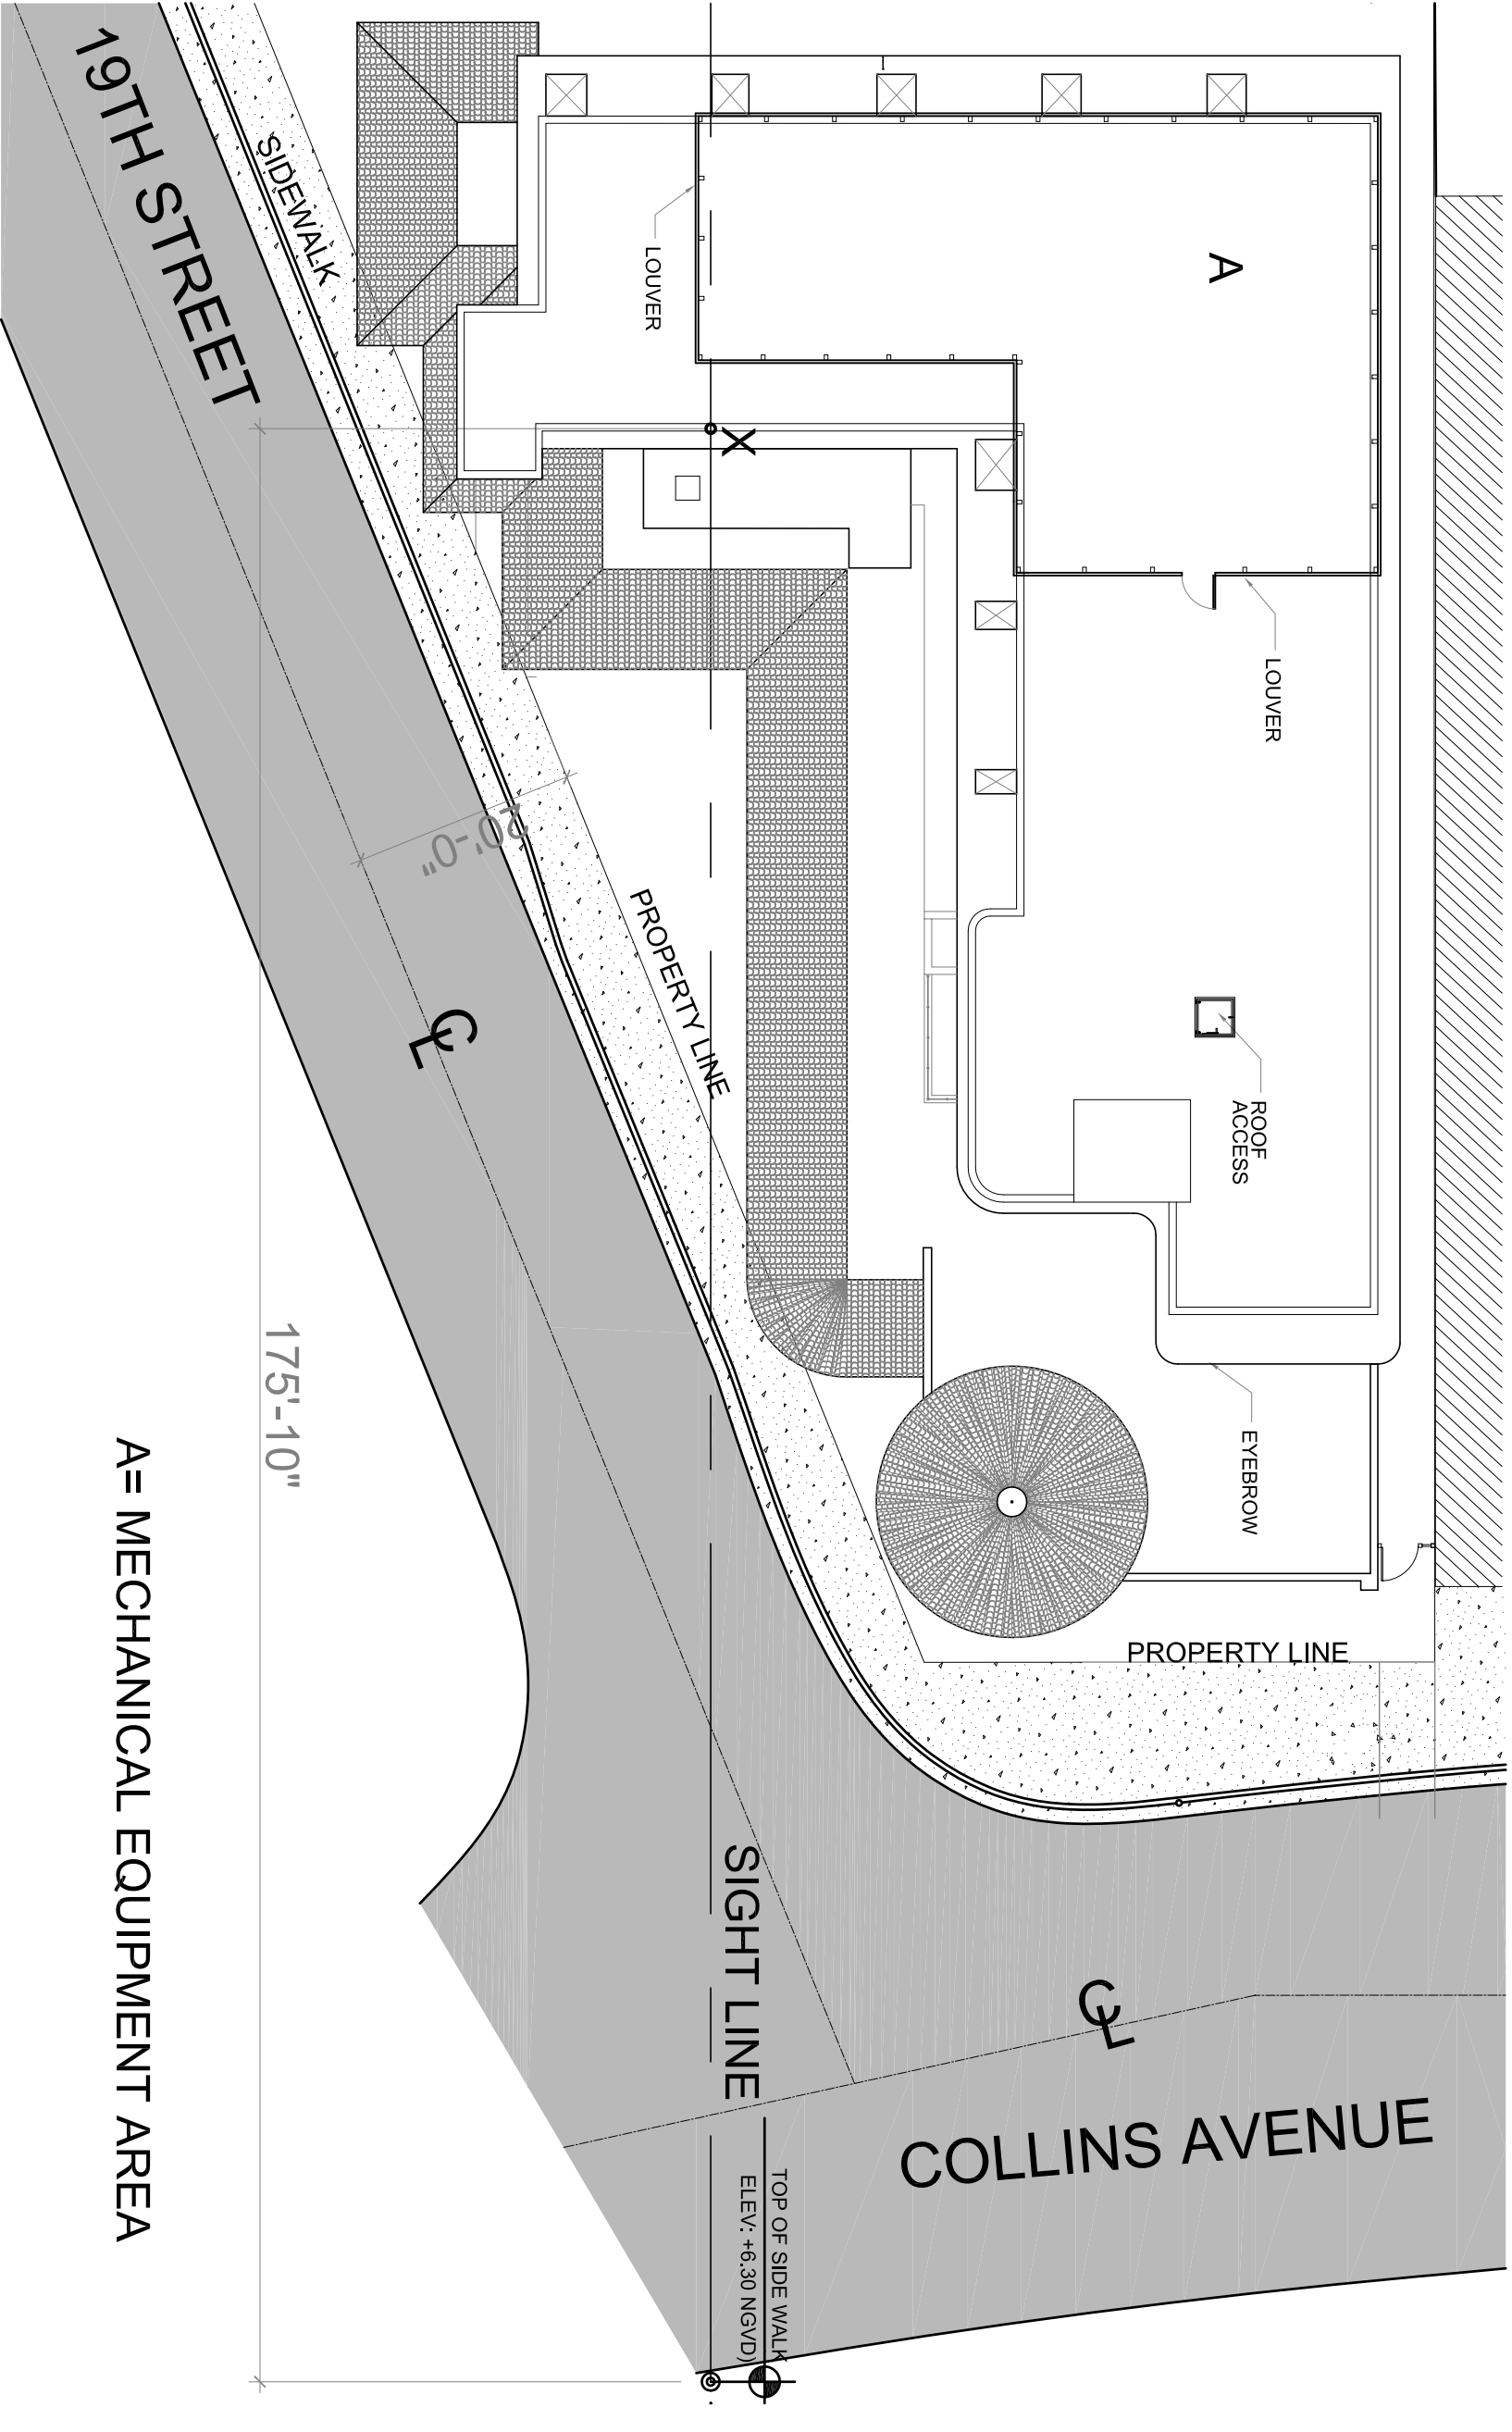 19TH STREET
SIDEWALK
LOUVER
A
X
LOUVER
20'-0"
PROPERTY LINE
CL
ROOF
ACCESS
175'-10"
EYEBROW
PROPERTY LINE
A= MECHANICAL EQUIPMENT AREA
SIGHT LINE
CL
COLLINS AVENUE
TOP OF SIDE WALK
ELEV: +6.30 NGVD)